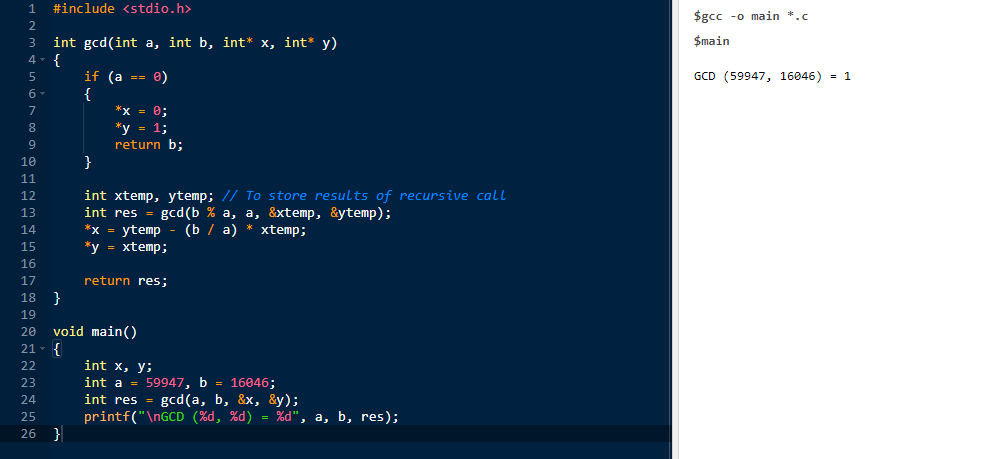 1 #include <stdio.h>
2
3 int gcd(int a, int b, int* x, int* y)
4 {
5     if (a == 0)
6     {
7         *x = 0;
8         *y = 1;
9         return b;
10     }
11
12     int xtemp, ytemp; // To store results of recursive call
13     int res = gcd(b % a, a, &xtemp, &ytemp);
14     *x = ytemp - (b / a) * xtemp;
15     *y = xtemp;
16
17     return res;
18 }
19
20 void main()
21 {
22     int x, y;
23     int a = 59947, b = 16046;
24     int res = gcd(a, b, &x, &y);
25     printf("\nGCD (%d, %d) = %d", a, b, res);
26 }
$gcc -o main *.c
$main
GCD (59947, 16046) = 1